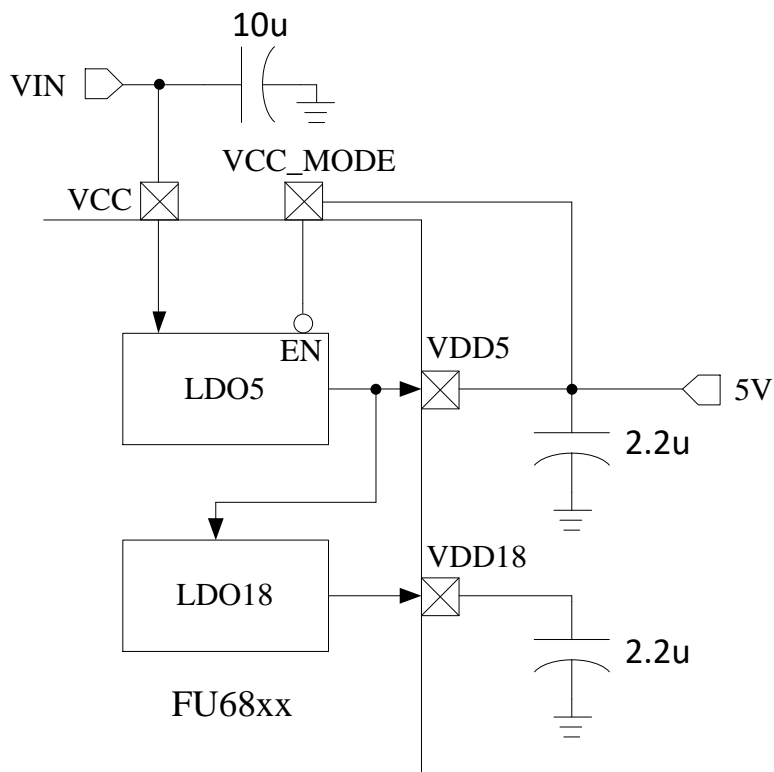 10u
VIN
VCC_MODE
VCC
EN
VDD5
LDO5
5V
2.2u
VDD18
LDO18
2.2u
FU68xx